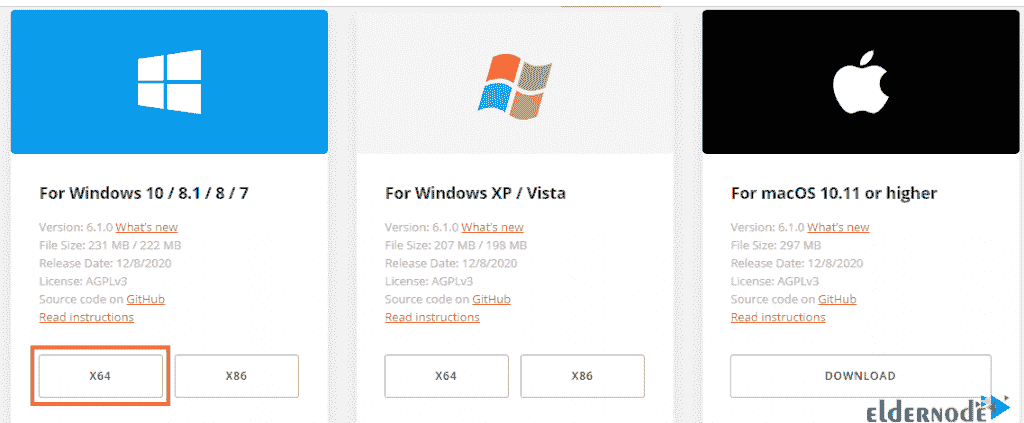 For Windows 10 / 8.1 / 8 / 7
Version: 6.1.0 What's new
File Size: 231 MB / 222 MB
Release Date: 12/8/2020
License: AGPLv3
Source code on GitHub
Read instructions
X64
X86
For Windows XP / Vista
Version: 6.1.0 What's new
File Size: 207 MB / 198 MB
Release Date: 12/8/2020
License: AGPLv3
Source code on GitHub
Read instructions
X64
X86
For macOS 10.11 or higher
Version: 6.1.0 What's new
File Size: 297 MB
Release Date: 12/8/2020
License: AGPLv3
Source code on GitHub
Read instructions
DOWNLOAD
eldernode